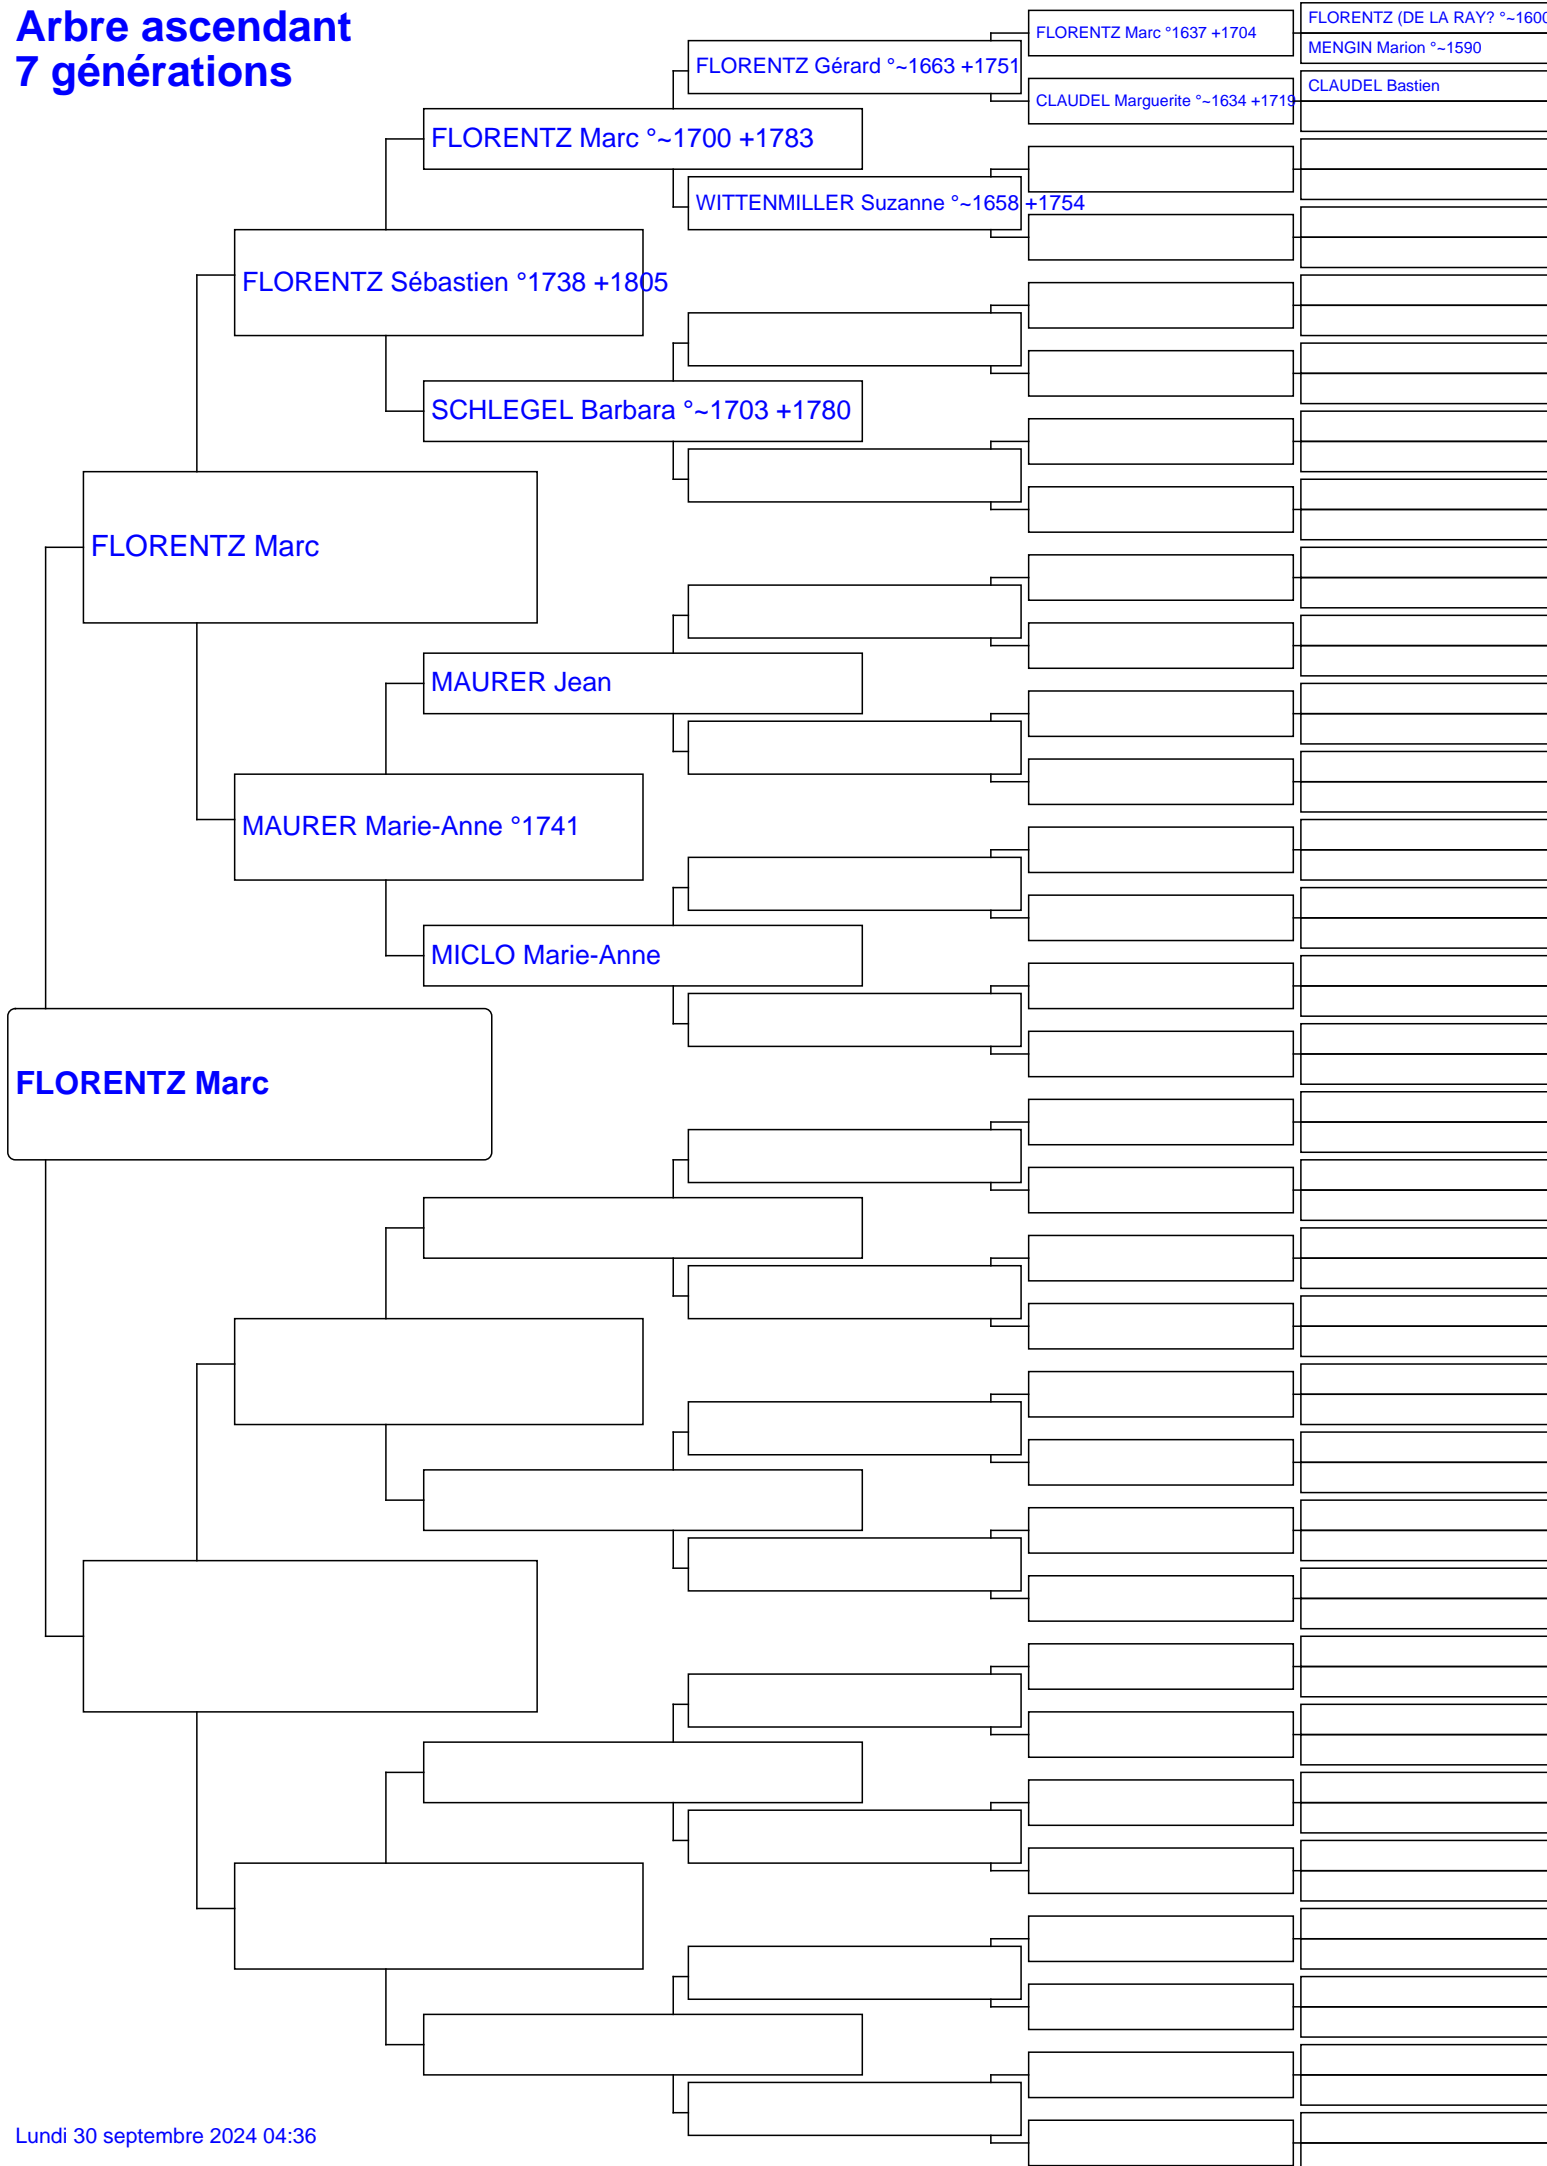 Arbre ascendant
7 générations
FLORENTZ Marc °1637 +1704
FLORENTZ (DE LA RAY? °~1600
MENGIN Marion °~1590
FLORENTZ Gérard °~1663 +1751
CLAUDEL Marguerite °~1634 +1719
CLAUDEL Bastien
FLORENTZ Marc °~1700 +1783
WITTENMILLER Suzanne °~1658 +1754
FLORENTZ Sébastien °1738 +1805
SCHLEGEL Barbara °~1703 +1780
FLORENTZ Marc
MAURER Jean
MAURER Marie-Anne °1741
MICLO Marie-Anne
FLORENTZ Marc
Lundi 30 septembre 2024 04:36